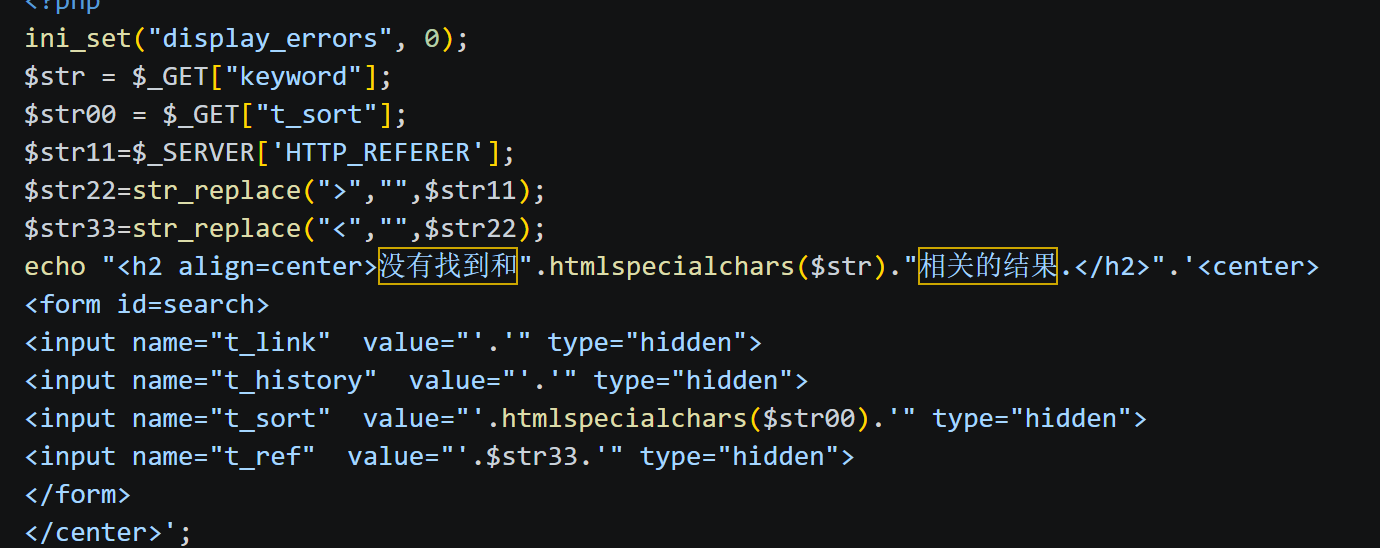 <?php
ini_set("display_errors", 0);
$str = $_GET["keyword"];
$str00 = $_GET["t_sort"];
$str11=$_SERVER['HTTP_REFERER'];
$str22=str_replace(">","",$str11);
$str33=str_replace("<","",$str22);
echo "<h2 align=center>没有找到和".htmlspecialchars($str)."相关的结果.</h2>".'<center>
<form id=search>
<input name="t_link"  value="'.'" type="hidden">
<input name="t_history"  value="'.'" type="hidden">
<input name="t_sort"  value="'.htmlspecialchars($str00).'" type="hidden">
<input name="t_ref"  value="'.$str33.'" type="hidden">
</form>
</center>';